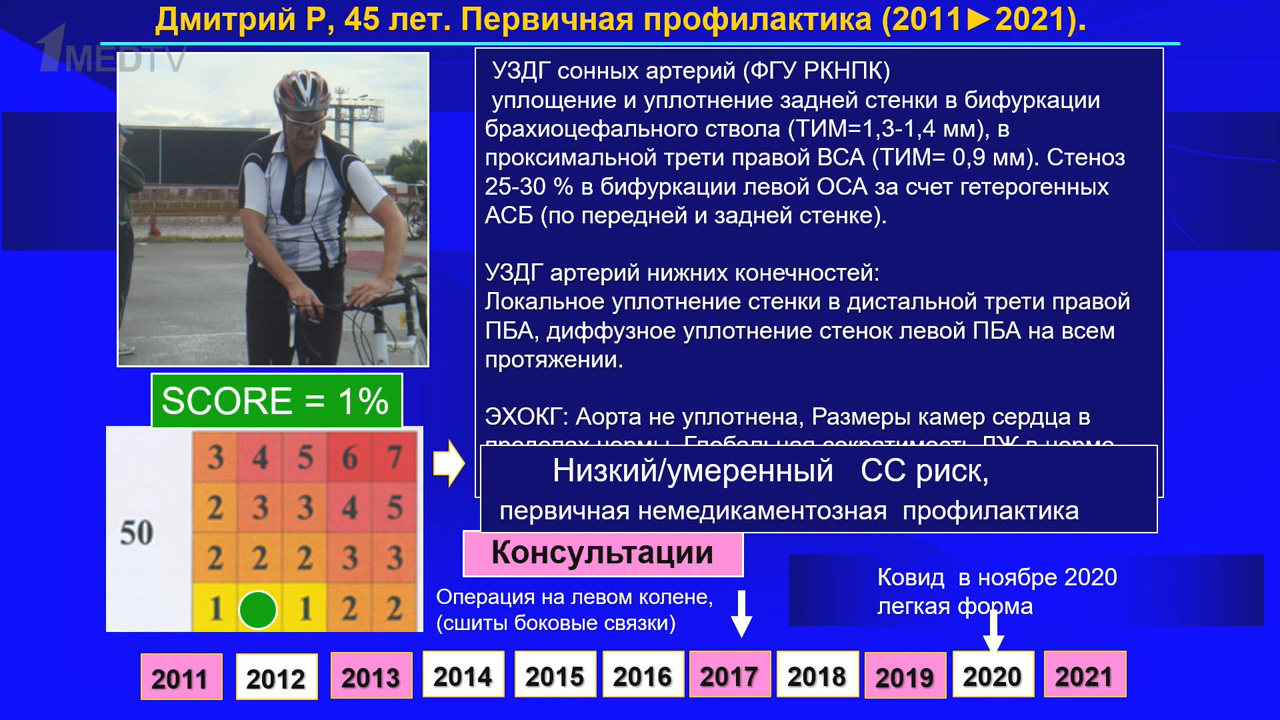 Дмитрий Р, 45 лет. Первичная профилактика (2011►2021).
1MEDTV
УЗДГ сонных артерий (ФГУ РКНПК)
уплощение и уплотнение задней стенки в бифуркации
брахиоцефального ствола (ТИМ=1,3-1,4 мм), в
проксимальной трети правой ВСА (ТИМ= 0,9 мм). Стеноз
25-30 % в бифуркации левой ОСА за счет гетерогенных
АСБ (по передней и задней стенке).
УЗДГ артерий нижних конечностей:
Локальное уплотнение стенки в дистальной трети правой
ПБА, диффузное уплотнение стенок левой ПБА на всем
протяжении.
ЭХОКГ: Аорта не уплотнена, Размеры камер сердца в
Низкий/умеренный СС риск,
первичная немедикаментозная профилактика
SCORE = 1%
3 4 5 6 7
2 3 3 4 5
50
2 2 2 3 3
1 1 2 2
Консультации
Операция на левом колене,
(сшиты боковые связки)
Ковид в ноябре 2020
легкая форма
2011 2012 2013 2014 2015 2016 2017 2018 2019 2020 2021